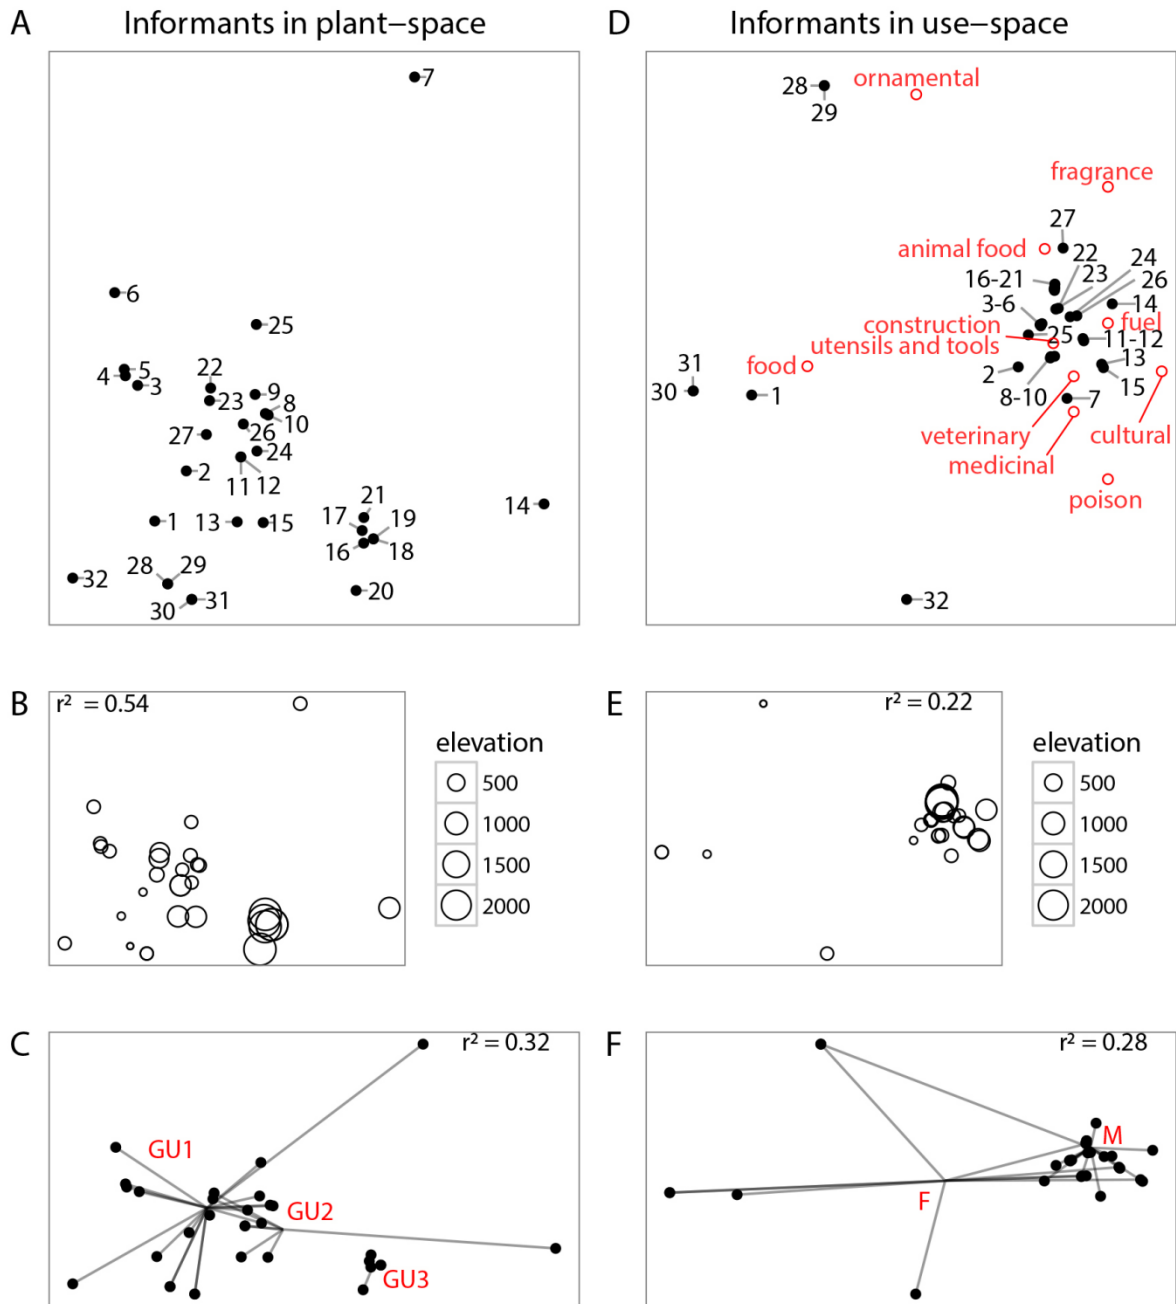 A Informants in plant–space
7
6
25
5
4
3
22
23
9
8
10
26
27
24
2
11 12
1
13
15
14
21
17
19
16
18
20
28 29
32
30
31
D Informants in use–space
28
29
ornamental
fragrance
27
animal food
22
24
16-21
23
26
3-6
14
construction
fuel
utensils and tools
25
11-12
food
13
31
2
15
30
1
8-10
7
veterinary
cultural
medicinal
poison
32
B r² = 0.54
elevation
500
1000
1500
2000
E r² = 0.22
elevation
500
1000
1500
2000
C r² = 0.32
GU1
GU2
GU3
F r² = 0.28
M
F